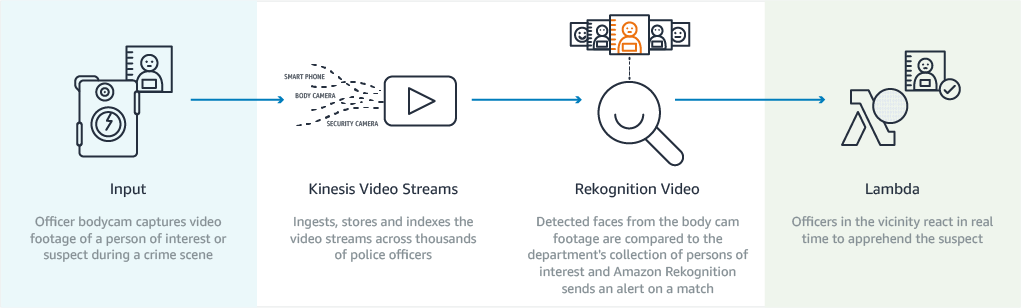 SMART PHONE
BODY CAMERA
SECURITY CAMERA
Input
Officer bodycam captures video
footage of a person of interest or
suspect during a crime scene
Kinesis Video Streams
Ingests, stores and indexes the
video streams across thousands
of police officers
Rekognition Video
Detected faces from the body cam
footage are compared to the
department's collection of persons of
interest and Amazon Rekognition
sends an alert on a match
Lambda
Officers in the vicinity react in real
time to apprehend the suspect